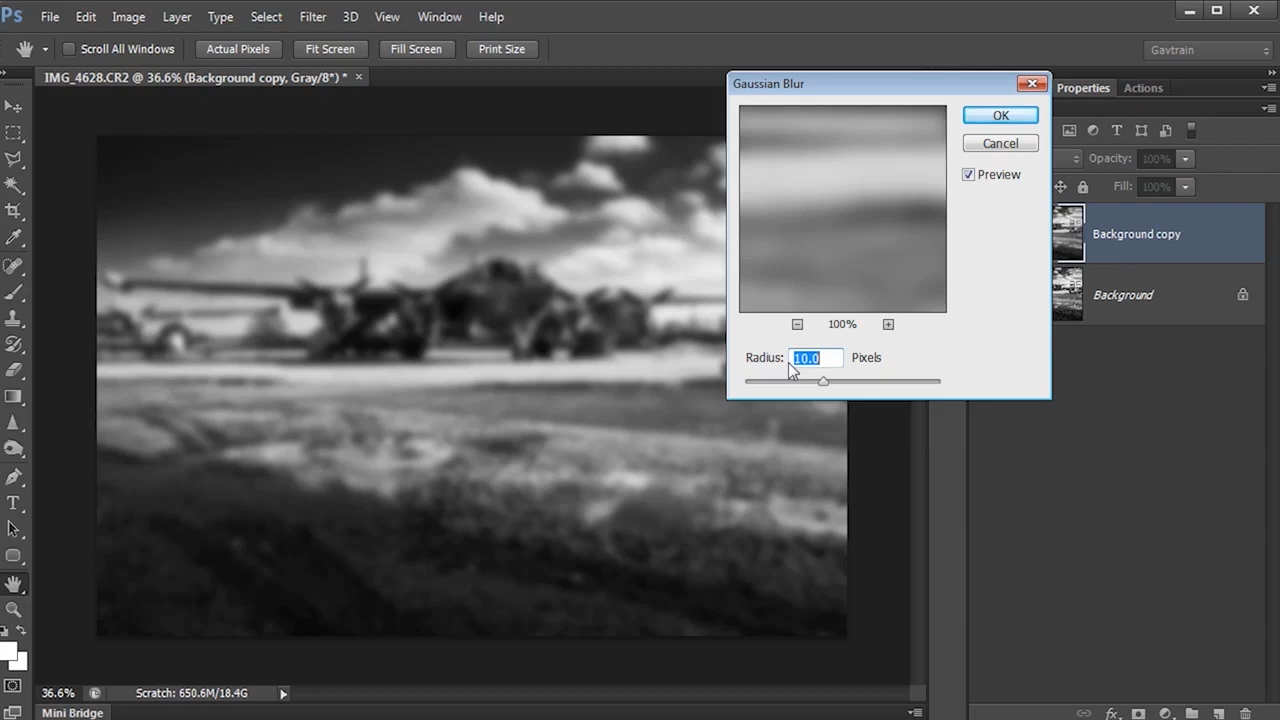 Ps File Edit Image Layer Type Select Filter 3D View Window Help
Scroll All Windows Actual Pixels Fit Screen Fill Screen Print Size Gavtrain
IMG_4628.CR2 @ 36.6% (Background copy, Gray/8*) * ×
Gaussian Blur
OK
Cancel
Preview
100%
Radius: 10.0 Pixels
Properties Actions
Opacity: 100%
Fill: 100%
Background copy
Background
36.6% Scratch: 650.6M/18.4G
Mini Bridge